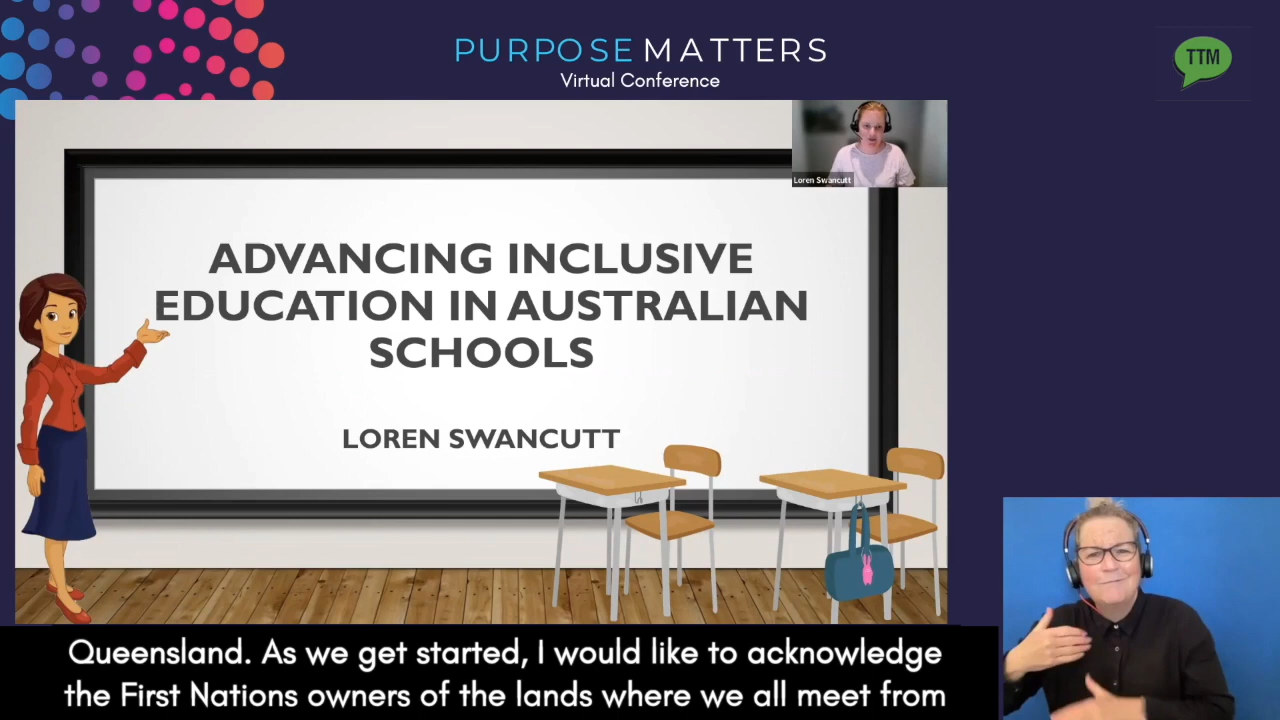 PURPOSE MATTERS
Virtual Conference
TTM
Loren Swancutt
ADVANCING INCLUSIVE
EDUCATION IN AUSTRALIAN
SCHOOLS
LOREN SWANCUTT
Queensland. As we get started, I would like to acknowledge
the First Nations owners of the lands where we all meet from